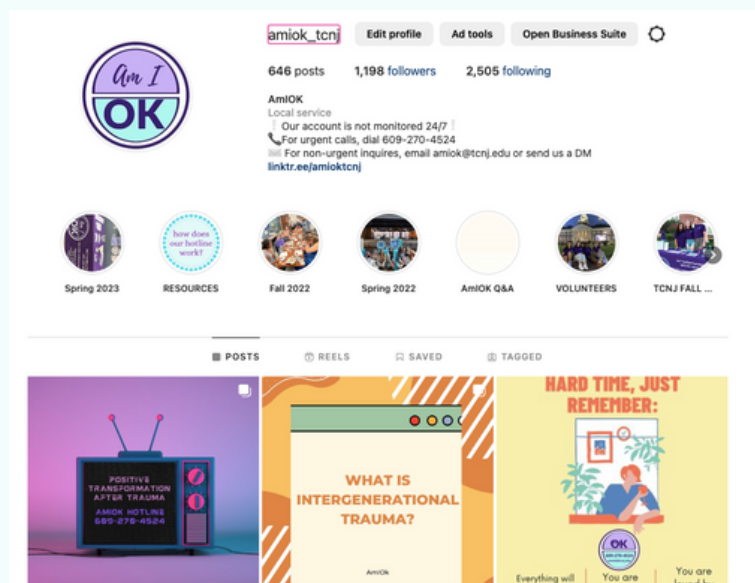 amiok_tcnj Edit profile Ad tools Open Business Suite
646 posts 1,198 followers 2,505 following
AmIOK
Local service
❕Our account is not monitored 24/7❕
📞For urgent calls, dial 609-270-4524
✉️ For non-urgent inquires, email amiok@tcnj.edu or send us a DM
linktr.ee/amioktcnj
Am I
OK
how does
our hotline
work?
Spring 2023 RESOURCES Fall 2022 Spring 2022 AmIOK Q&A VOLUNTEERS TCNJ FALL ...
POSTS REELS SAVED TAGGED
POSITIVE
TRANSFORMATION
AFTER TRAUMA
AMIOK HOTLINE
WHAT IS
INTERGENERATIONAL
TRAUMA?
AmIOk
HARD TIME, JUST
REMEMBER:
OK
Everything will
You are
You are